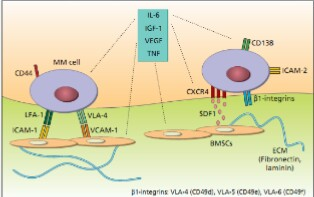 IL-6
IGF-1
VEGF
TNF
CD138
MM cell
CD44
ICAM-2
CXCR4
β1-integrins
LFA-1
VLA-4
SDF1
ICAM-1
VCAM-1
BMSCs
ECM
(Fibronectin,
laminin)
β1-integrins: VLA-4 (CD49d), VLA-5 (CD49e), VLA-6 (CD49f)